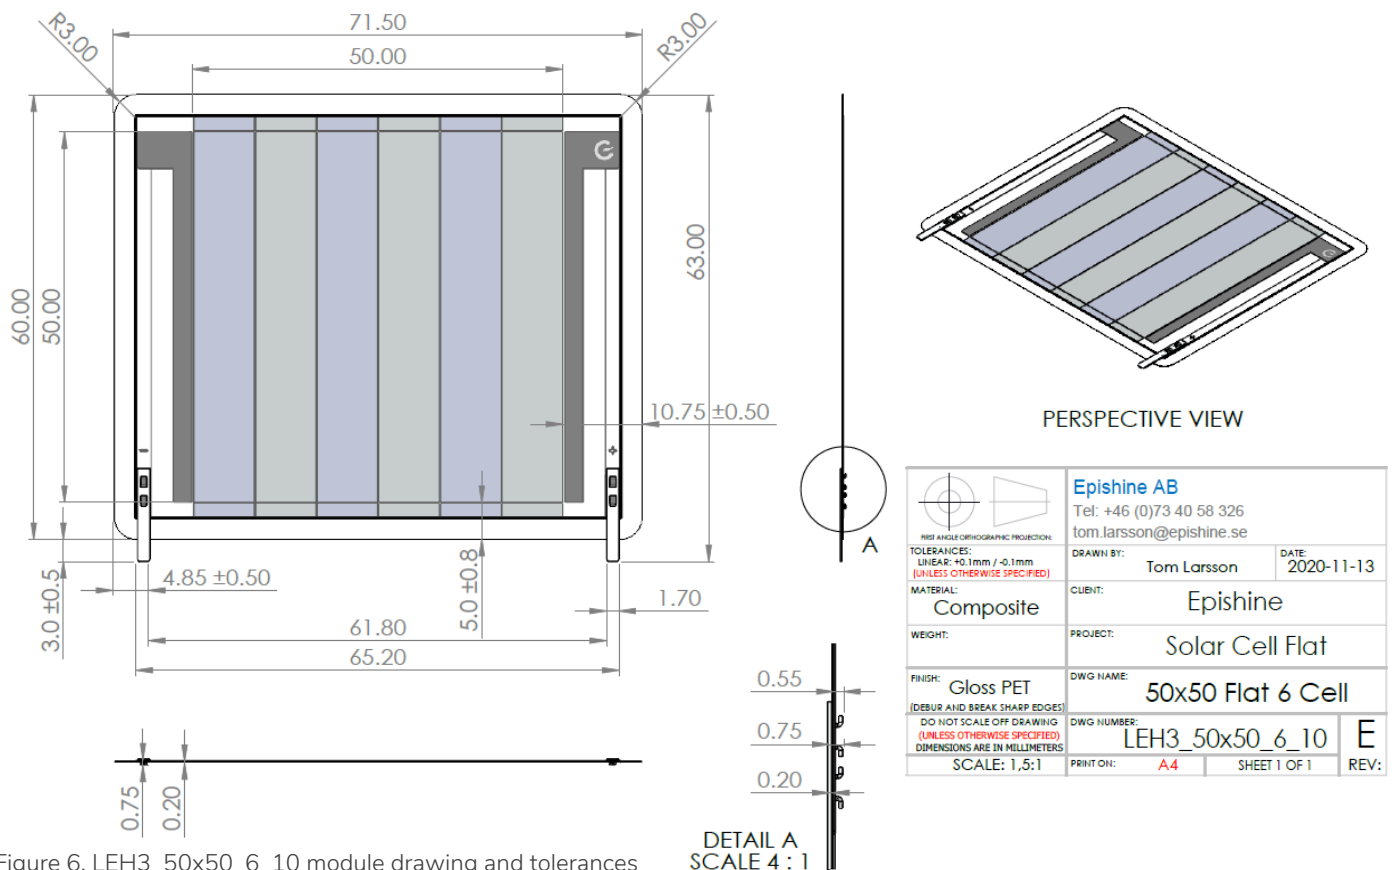 R3.00
71.50
R3.00
50.00
60.00
50.00
63.00
10.75 ±0.50
-
+
3.0 ±0.5
4.85 ±0.50
5.0 ±0.8
1.70
61.80
65.20
0.75
0.20
A
0.55
0.75
0.20
DETAIL A
SCALE 4 : 1
PERSPECTIVE VIEW
FIRST ANGLE ORTHOGRAPHIC PROJECTION:
Epishine AB
Tel: +46 (0)73 40 58 326
tom.larsson@epishine.se
TOLERANCES:
LINEAR: +0.1mm / -0.1mm
(UNLESS OTHERWISE SPECIFIED)
DRAWN BY:
Tom Larsson
DATE:
2020-11-13
MATERIAL:
Composite
CLIENT:
Epishine
WEIGHT:
PROJECT:
Solar Cell Flat
FINISH:
Gloss PET
(DEBUR AND BREAK SHARP EDGES)
DWG NAME:
50x50 Flat 6 Cell
DO NOT SCALE OFF DRAWING
(UNLESS OTHERWISE SPECIFIED)
DIMENSIONS ARE IN MILLIMETERS
DWG NUMBER:
LEH3_50x50_6_10
E
REV:
SCALE: 1,5:1
PRINT ON:
A4
SHEET 1 OF 1
Figure 6. LEH3_50x50_6_10 module drawing and tolerances